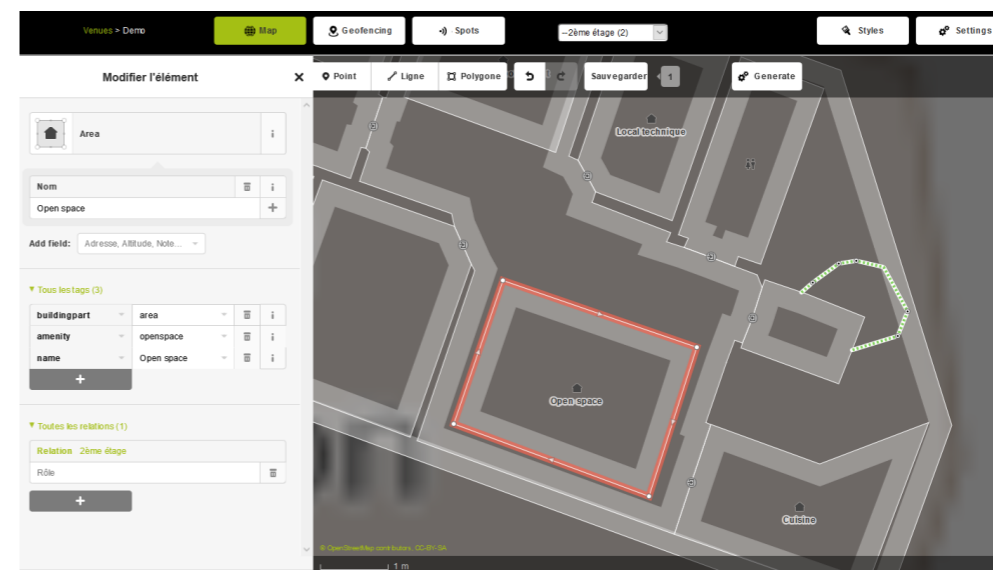 Venues > Demo
Map
Geofencing
Spots
--2ème étage (2)
Styles
Settings
Modifier l'élément
Point
Ligne
Polygone
Sauvegarder
1
Generate
Area
Nom
Open space
Add field:
Adresse, Altitude, Note...
Tous les tags (3)
buildingpart area
amenity openspace
name Open space
Toutes les relations (1)
Relation 2ème étage
Rôle
Local technique
Open space
Cuisine
© OpenStreetMap contributors, CC-BY-SA
1 m